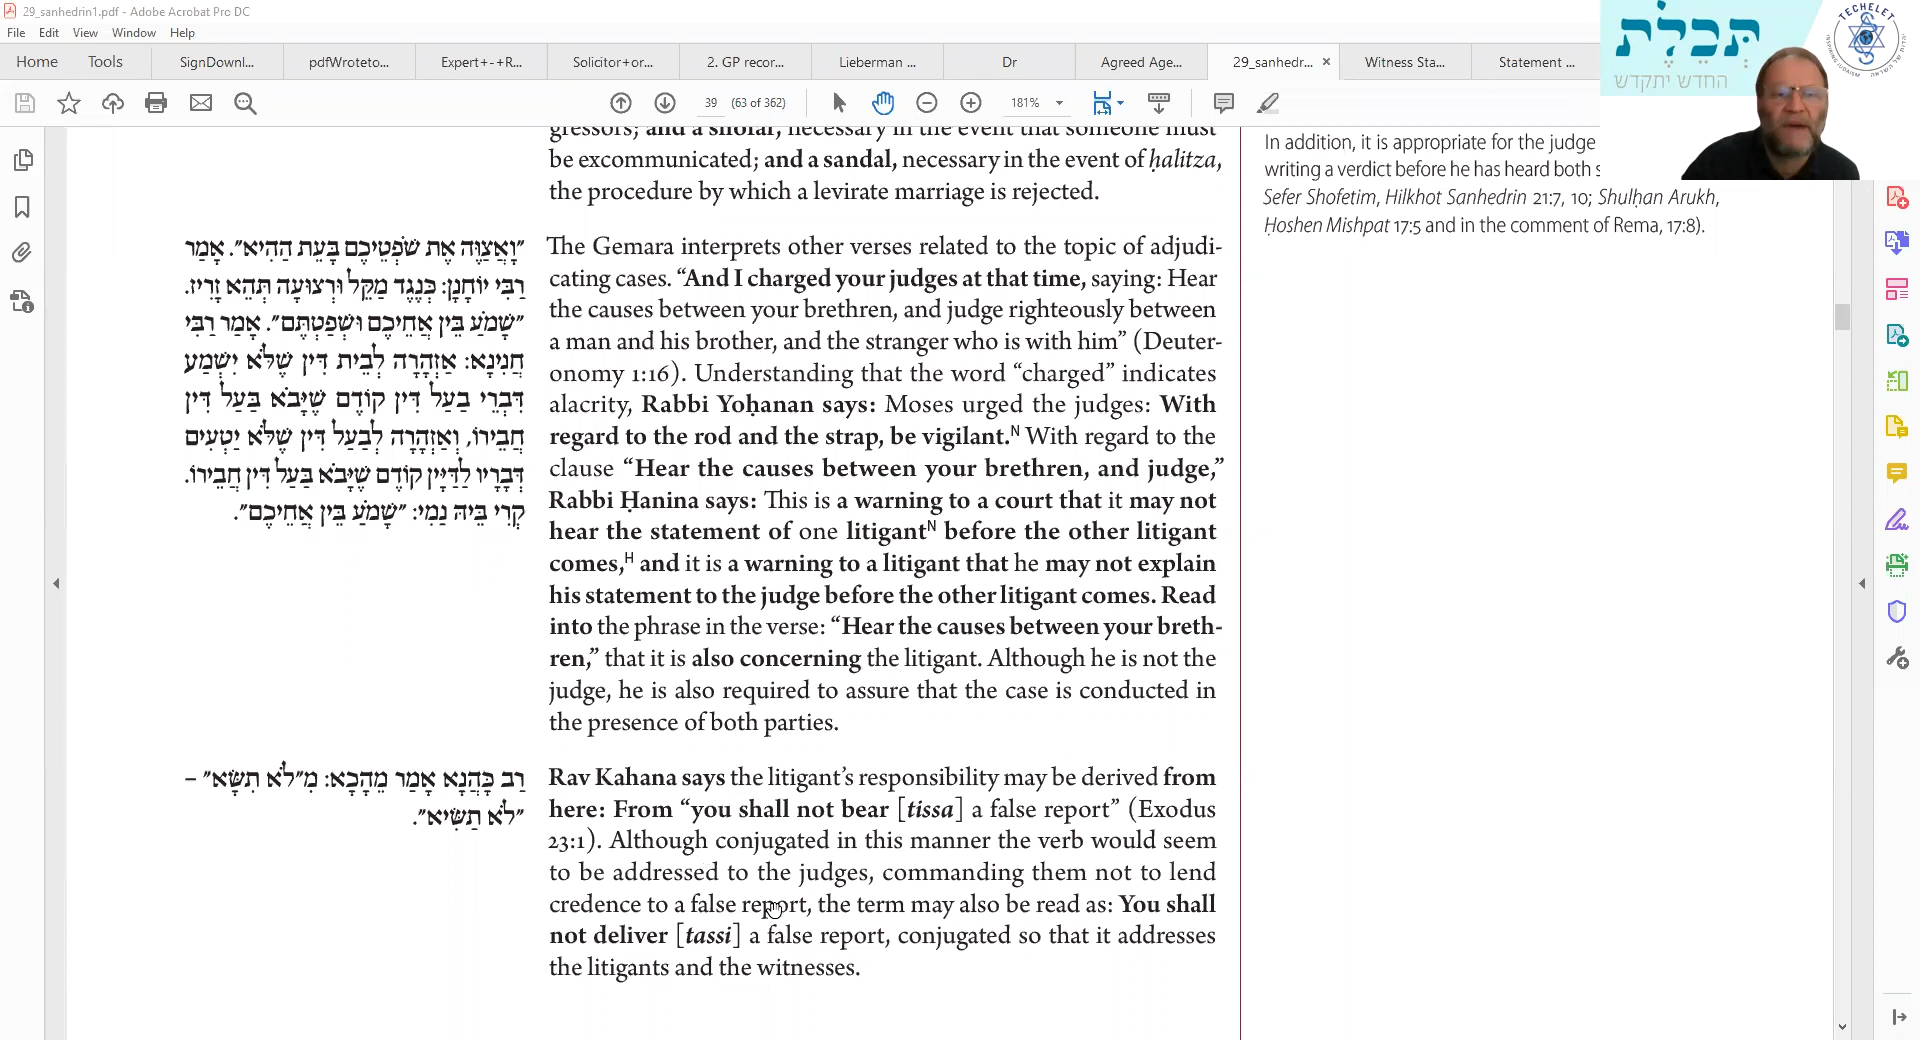 29_sanhedrin1.pdf - Adobe Acrobat Pro DC
File Edit View Window Help
Home Tools SignDownl... pdfWroteto... Expert+-+R... Solicitor+or... 2. GP recor... Lieberman ... Dr Agreed Age... 29_sanhedr... × Witness Sta... Statement ...
39 (63 of 362) 181%
תְּכֵלֶת
החדש יתקדש
TECHELET
gressors; and a shofar, necessary in the event that someone must
be excommunicated; and a sandal, necessary in the event of ḥalitza,
the procedure by which a levirate marriage is rejected.
In addition, it is appropriate for the judge
writing a verdict before he has heard both s
Sefer Shofetim, Hilkhot Sanhedrin 21:7, 10; Shulḥan Arukh,
Ḥoshen Mishpat 17:5 and in the comment of Rema, 17:8).
״וָאֲצַוֶּה אֶת שֹׁפְטֵיכֶם בָּעֵת הַהִיא״. אָמַר
רַבִּי יוֹחָנָן: כְּנֶגֶד מַקֵּל וּרְצוּעָה תְּהֵא זָרִיז.
״שָׁמֹעַ בֵּין אֲחֵיכֶם וּשְׁפַטְתֶּם״. אָמַר רַבִּי
חֲנִינָא: אַזְהָרָה לְבֵית דִּין שֶׁלֹּא יִשְׁמַע
דִּבְרֵי בַעַל דִּין קוֹדֶם שֶׁיָּבֹא בַּעַל דִּין
חֲבֵירוֹ, וְאַזְהָרָה לְבַעַל דִּין שֶׁלֹּא יַטְעִים
דְּבָרָיו לַדַּיָּין קוֹדֶם שֶׁיָּבֹא בַּעַל דִּין חֲבֵירוֹ.
קְרִי בֵּיהּ נַמִי: ״שָׁמֹעַ בֵּין אֲחֵיכֶם״.
The Gemara interprets other verses related to the topic of adjudi-
cating cases. “And I charged your judges at that time, saying: Hear
the causes between your brethren, and judge righteously between
a man and his brother, and the stranger who is with him” (Deuter-
onomy 1:16). Understanding that the word “charged” indicates
alacrity, Rabbi Yoḥanan says: Moses urged the judges: With
regard to the rod and the strap, be vigilant.N With regard to the
clause “Hear the causes between your brethren, and judge,”
Rabbi Ḥanina says: This is a warning to a court that it may not
hear the statement of one litigantN before the other litigant
comes,H and it is a warning to a litigant that he may not explain
his statement to the judge before the other litigant comes. Read
into the phrase in the verse: “Hear the causes between your breth-
ren,” that it is also concerning the litigant. Although he is not the
judge, he is also required to assure that the case is conducted in
the presence of both parties.
רַב כָּהֲנָא אָמַר מֵהָכָא: מִ״לֹּא תִשָּׂא״ –
״לֹא תַשִּׂיא״.
Rav Kahana says the litigant’s responsibility may be derived from
here: From “you shall not bear [tissa] a false report” (Exodus
23:1). Although conjugated in this manner the verb would seem
to be addressed to the judges, commanding them not to lend
credence to a false report, the term may also be read as: You shall
not deliver [tassi] a false report, conjugated so that it addresses
the litigants and the witnesses.